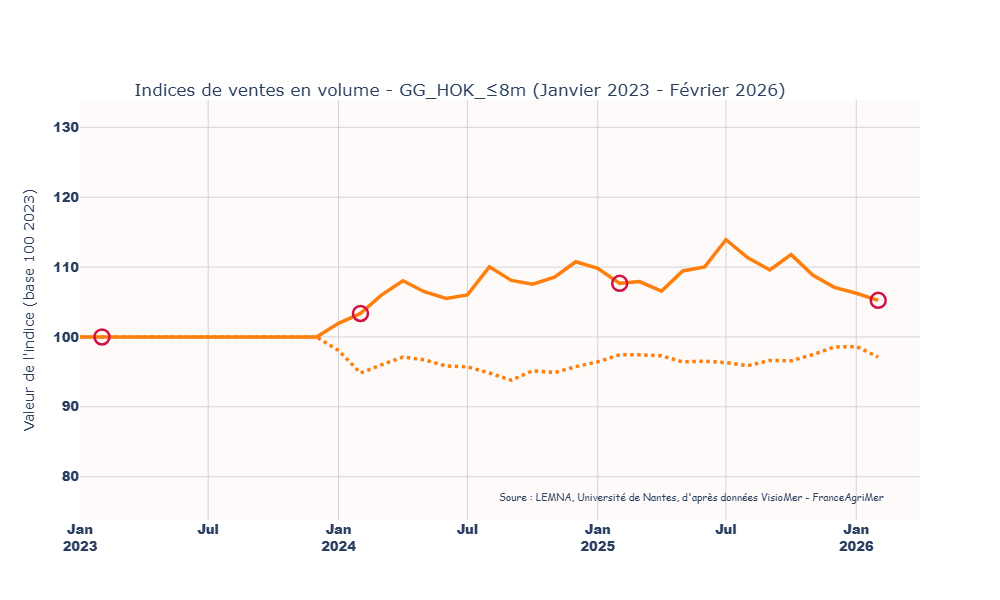 Indices de ventes en volume - GG_HOK_≤8m (Janvier 2023 - Février 2026)
Valeur de l'indice (base 100 2023)
130
120
110
100
90
80
Soure : LEMNA, Université de Nantes, d'après données VisioMer - FranceAgriMer
Jan Jul Jan Jul Jan Jul Jan
2023 2024 2025 2026